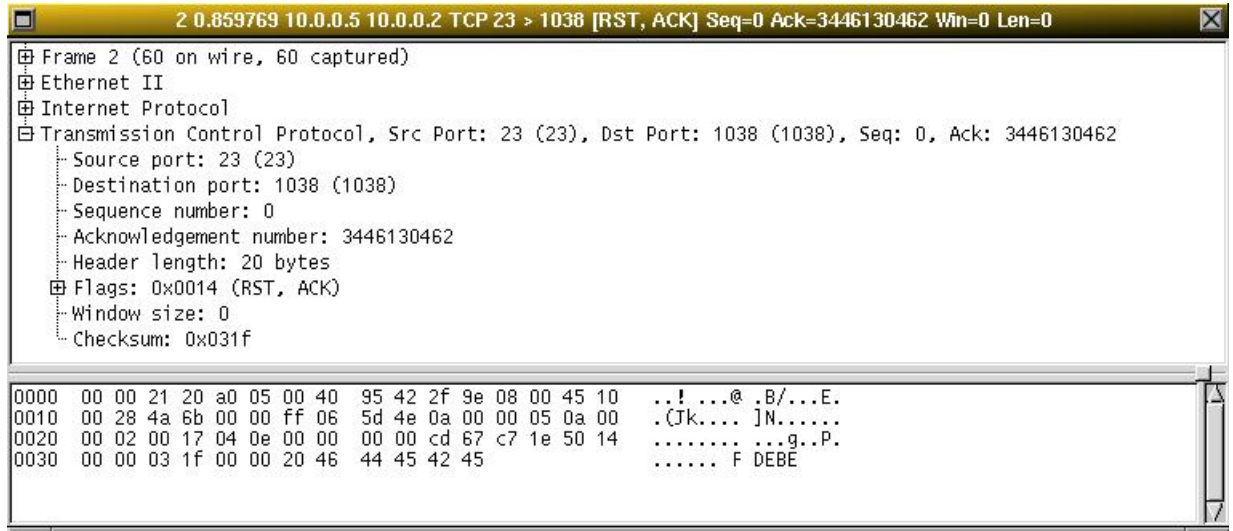 2 0.859769 10.0.0.5 10.0.0.2 TCP 23 > 1038 [RST, ACK] Seq=0 Ack=3446130462 Win=0 Len=0
Frame 2 (60 on wire, 60 captured)
Ethernet II
Internet Protocol
Transmission Control Protocol, Src Port: 23 (23), Dst Port: 1038 (1038), Seq: 0, Ack: 3446130462
Source port: 23 (23)
Destination port: 1038 (1038)
Sequence number: 0
Acknowledgement number: 3446130462
Header length: 20 bytes
Flags: 0x0014 (RST, ACK)
Window size: 0
Checksum: 0x031f
0000 00 00 21 20 a0 05 00 40 95 42 2f 9e 08 00 45 10 ..! ...@ .B/...E.
0010 00 28 4a 6b 00 00 ff 06 5d 4e 0a 00 00 05 0a 00 .(Jk.... ]N......
0020 00 02 00 17 04 0e 00 00 00 00 cd 67 c7 1e 50 14 ........ ...g..P.
0030 00 00 03 1f 00 00 20 46 44 45 42 45 ...... F DEBE